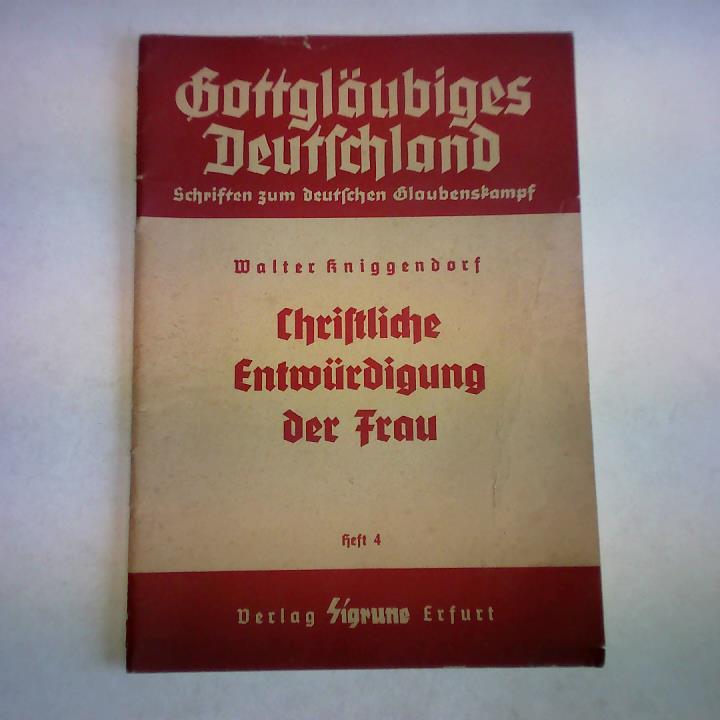 Gottgläubiges
Deutschland
Schriften zum deutschen Glaubenskampf
Walter Kniggendorf
Christliche
Entwürdigung
der Frau
Heft 4
Verlag Sigrune Erfurt